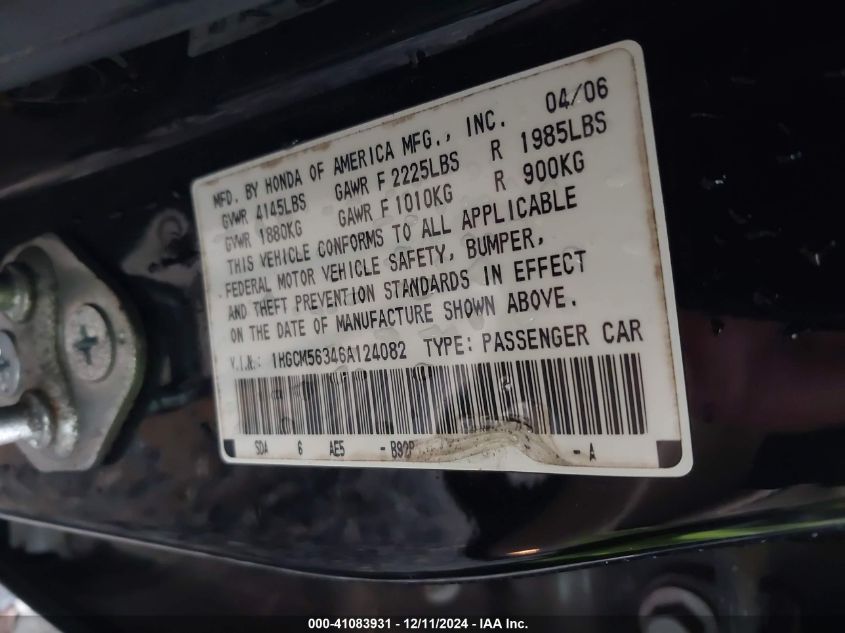 MFD. BY HONDA OF AMERICA MFG., INC. 04/06
GVWR 4145LBS GAWR F 2225LBS R 1985LBS
GVWR 1880KG GAWR F 1010KG R 900KG
THIS VEHICLE CONFORMS TO ALL APPLICABLE
FEDERAL MOTOR VEHICLE SAFETY, BUMPER,
AND THEFT PREVENTION STANDARDS IN EFFECT
ON THE DATE OF MANUFACTURE SHOWN ABOVE.
V.I.N.: 1HGCM56346A124082 TYPE: PASSENGER CAR
SDA 6 AE5 - B92P - A
000-41083931 - 12/11/2024 - IAA Inc.